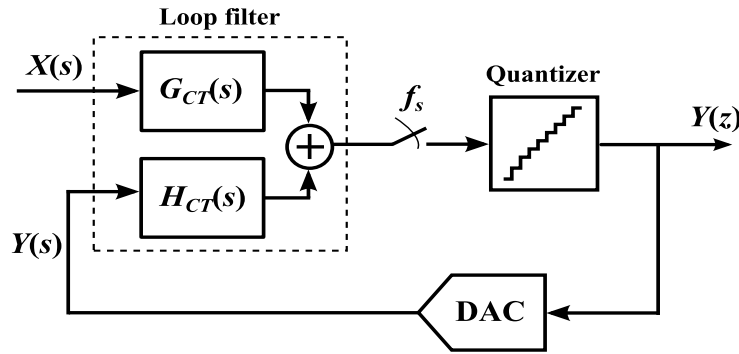 Loop filter
X(s)
G_CT(s)
f_s
Quantizer
Y(z)
+
H_CT(s)
Y(s)
DAC